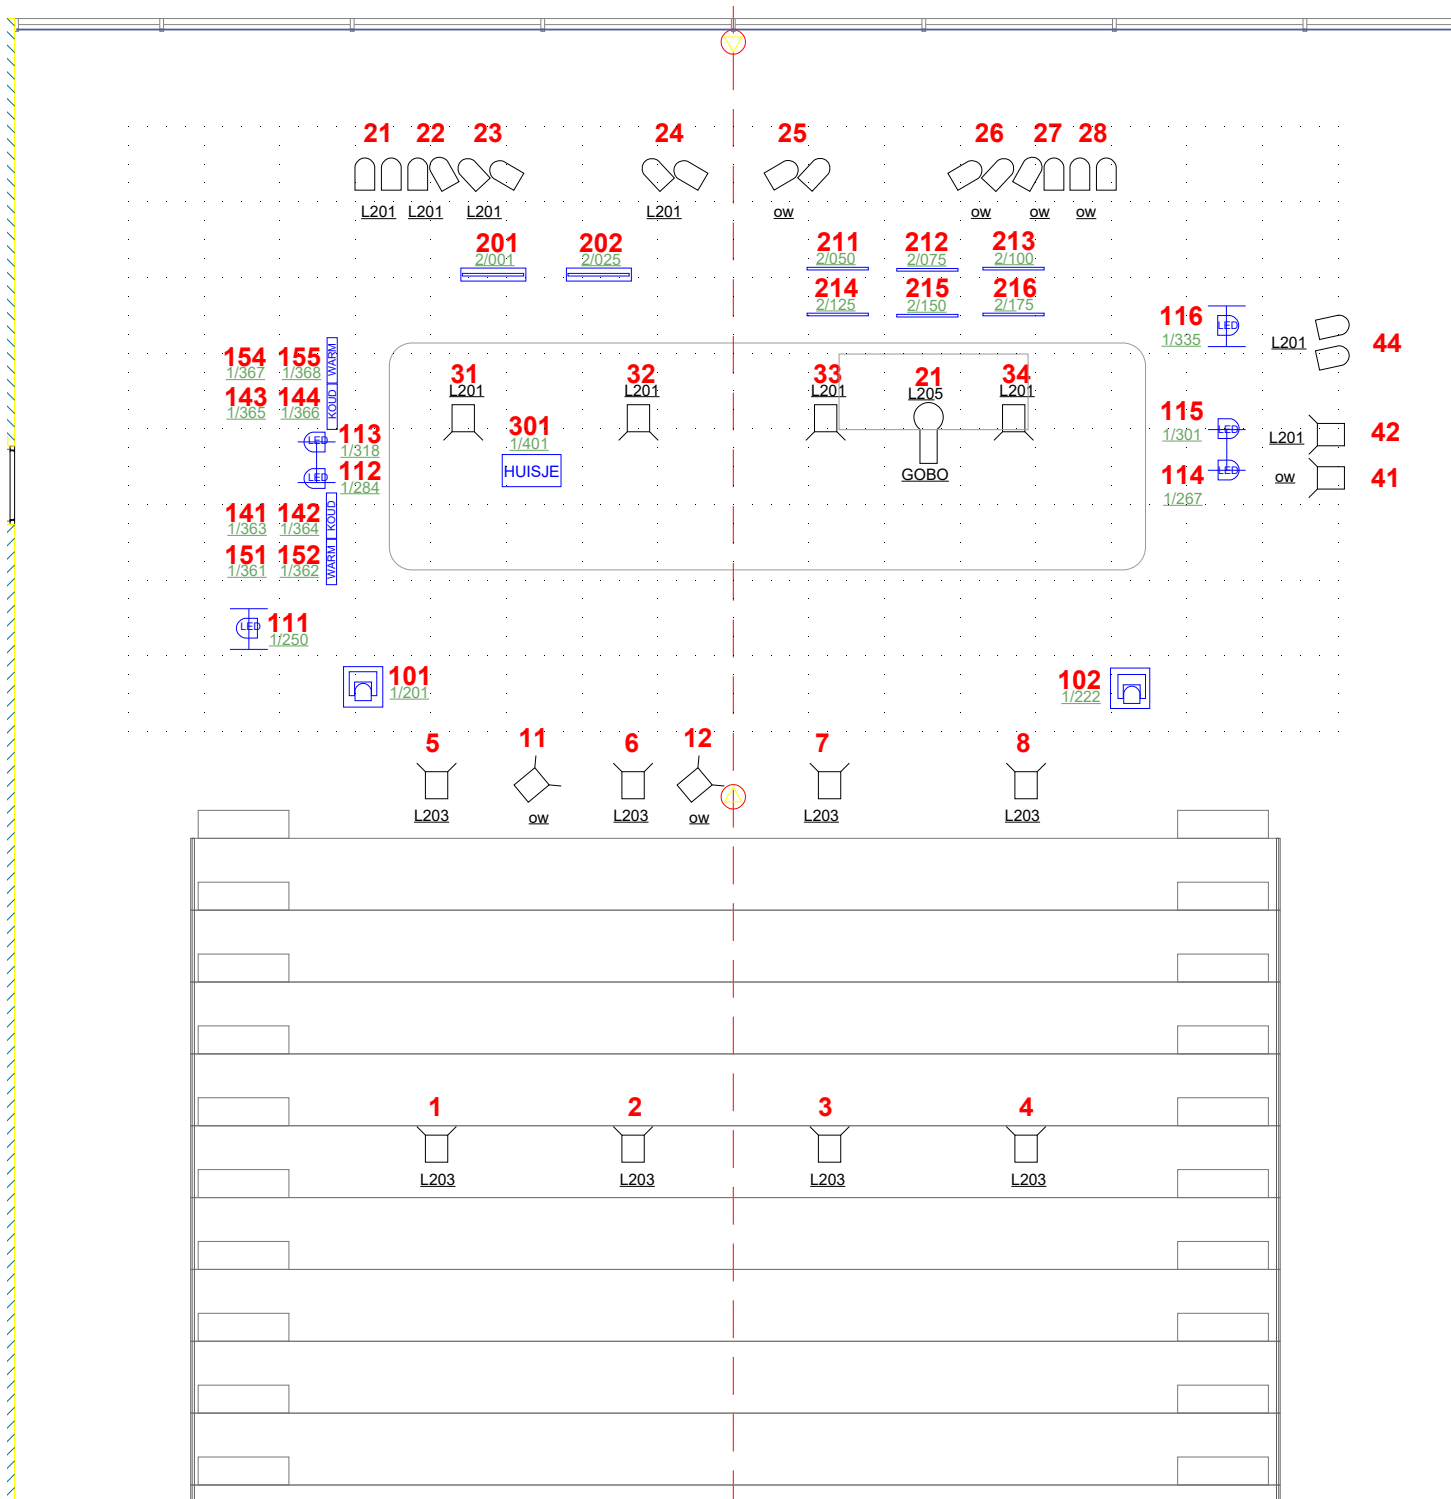 21 22 23 24 25 26 27 28
L201 L201 L201 L201 ow ow ow ow
201 202 211 212 213
2/001 2/025 2/050 2/075 2/100
214 215 216
2/125 2/150 2/175
116
LED
1/335
L201 44
154 155 WARM
1/367 1/368
31 32 33 21 34
L201 L201 L201 L205 L201
143 144 KOUD
1/365 1/366
115 LED
1/301
L201 42
301
1/401
HUISJE
GOBO
LED 113
1/318
LED 112
1/284
114 LED
1/267
ow 41
141 142 KOUD
1/363 1/364
151 152 WARM
1/361 1/362
LED 111
1/250
101
1/201
102
1/222
5 11 6 12 7 8
L203 ow L203 ow L203 L203
1 2 3 4
L203 L203 L203 L203